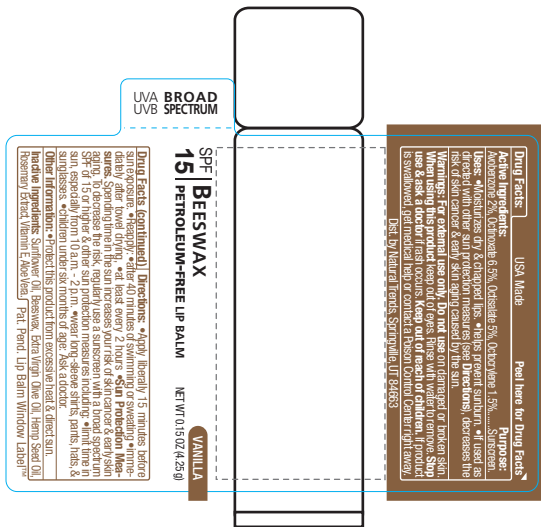 UVA BROAD
UVB SPECTRUM
SPF 15 BEESWAX
PETROLEUM-FREE LIP BALM
NET WT 0.15 OZ (4.25 g)
VANILLA
Drug Facts (continued) Directions: •Apply liberally 15 minutes before
sun exposure. •Reapply: •after 40 minutes of swimming or sweating •imme-
diately after towel drying. •at least every 2 hours •Sun Protection Mea-
sures. Spending time in the sun increases your risk of skin cancer & early skin
aging. To decrease the risk, regularly use a sunscreen with a broad spectrum
SPF of 15 or higher & other sun protection measures including: •limit time in
sun, especially from 10 a.m. - 2 p.m. •wear long-sleeve shirts, pants, hats, &
sunglasses. •children under six months of age: Ask a doctor.
Other Information: •Protect this product from excessive heat & direct sun.
Inactive Ingredients: Sunflower Oil, Beeswax, Extra Virgin Olive Oil, Hemp Seed Oil,
Rosemary Extract, Vitamin E, Aloe Vera. Pat. Pend. Lip Balm Window Label™
Drug Facts: USA Made Peel here for Drug Facts
Active Ingredients: Purpose:
Avobenzone 2%, Octinoxate 6.5%, Octisalate 5%, Octocrylene 1.5%........Sunscreen.
Uses: •Moisturizes dry & chapped lips. •helps prevent sunburn. •If used as
directed with other sun protection measures (see Directions), decreases the
risk of skin cancer & early skin aging caused by the sun.
Warnings: For external use only. Do not use on damaged or broken skin.
When using this product keep out of eyes. Rinse with water to remove. Stop
use & ask a doctor if rash occurs. Keep out of reach of children. If product
is swallowed, get medical help or contact a Poison Control Center right away.
Dist. by Natural Trends, Springville, UT 84663